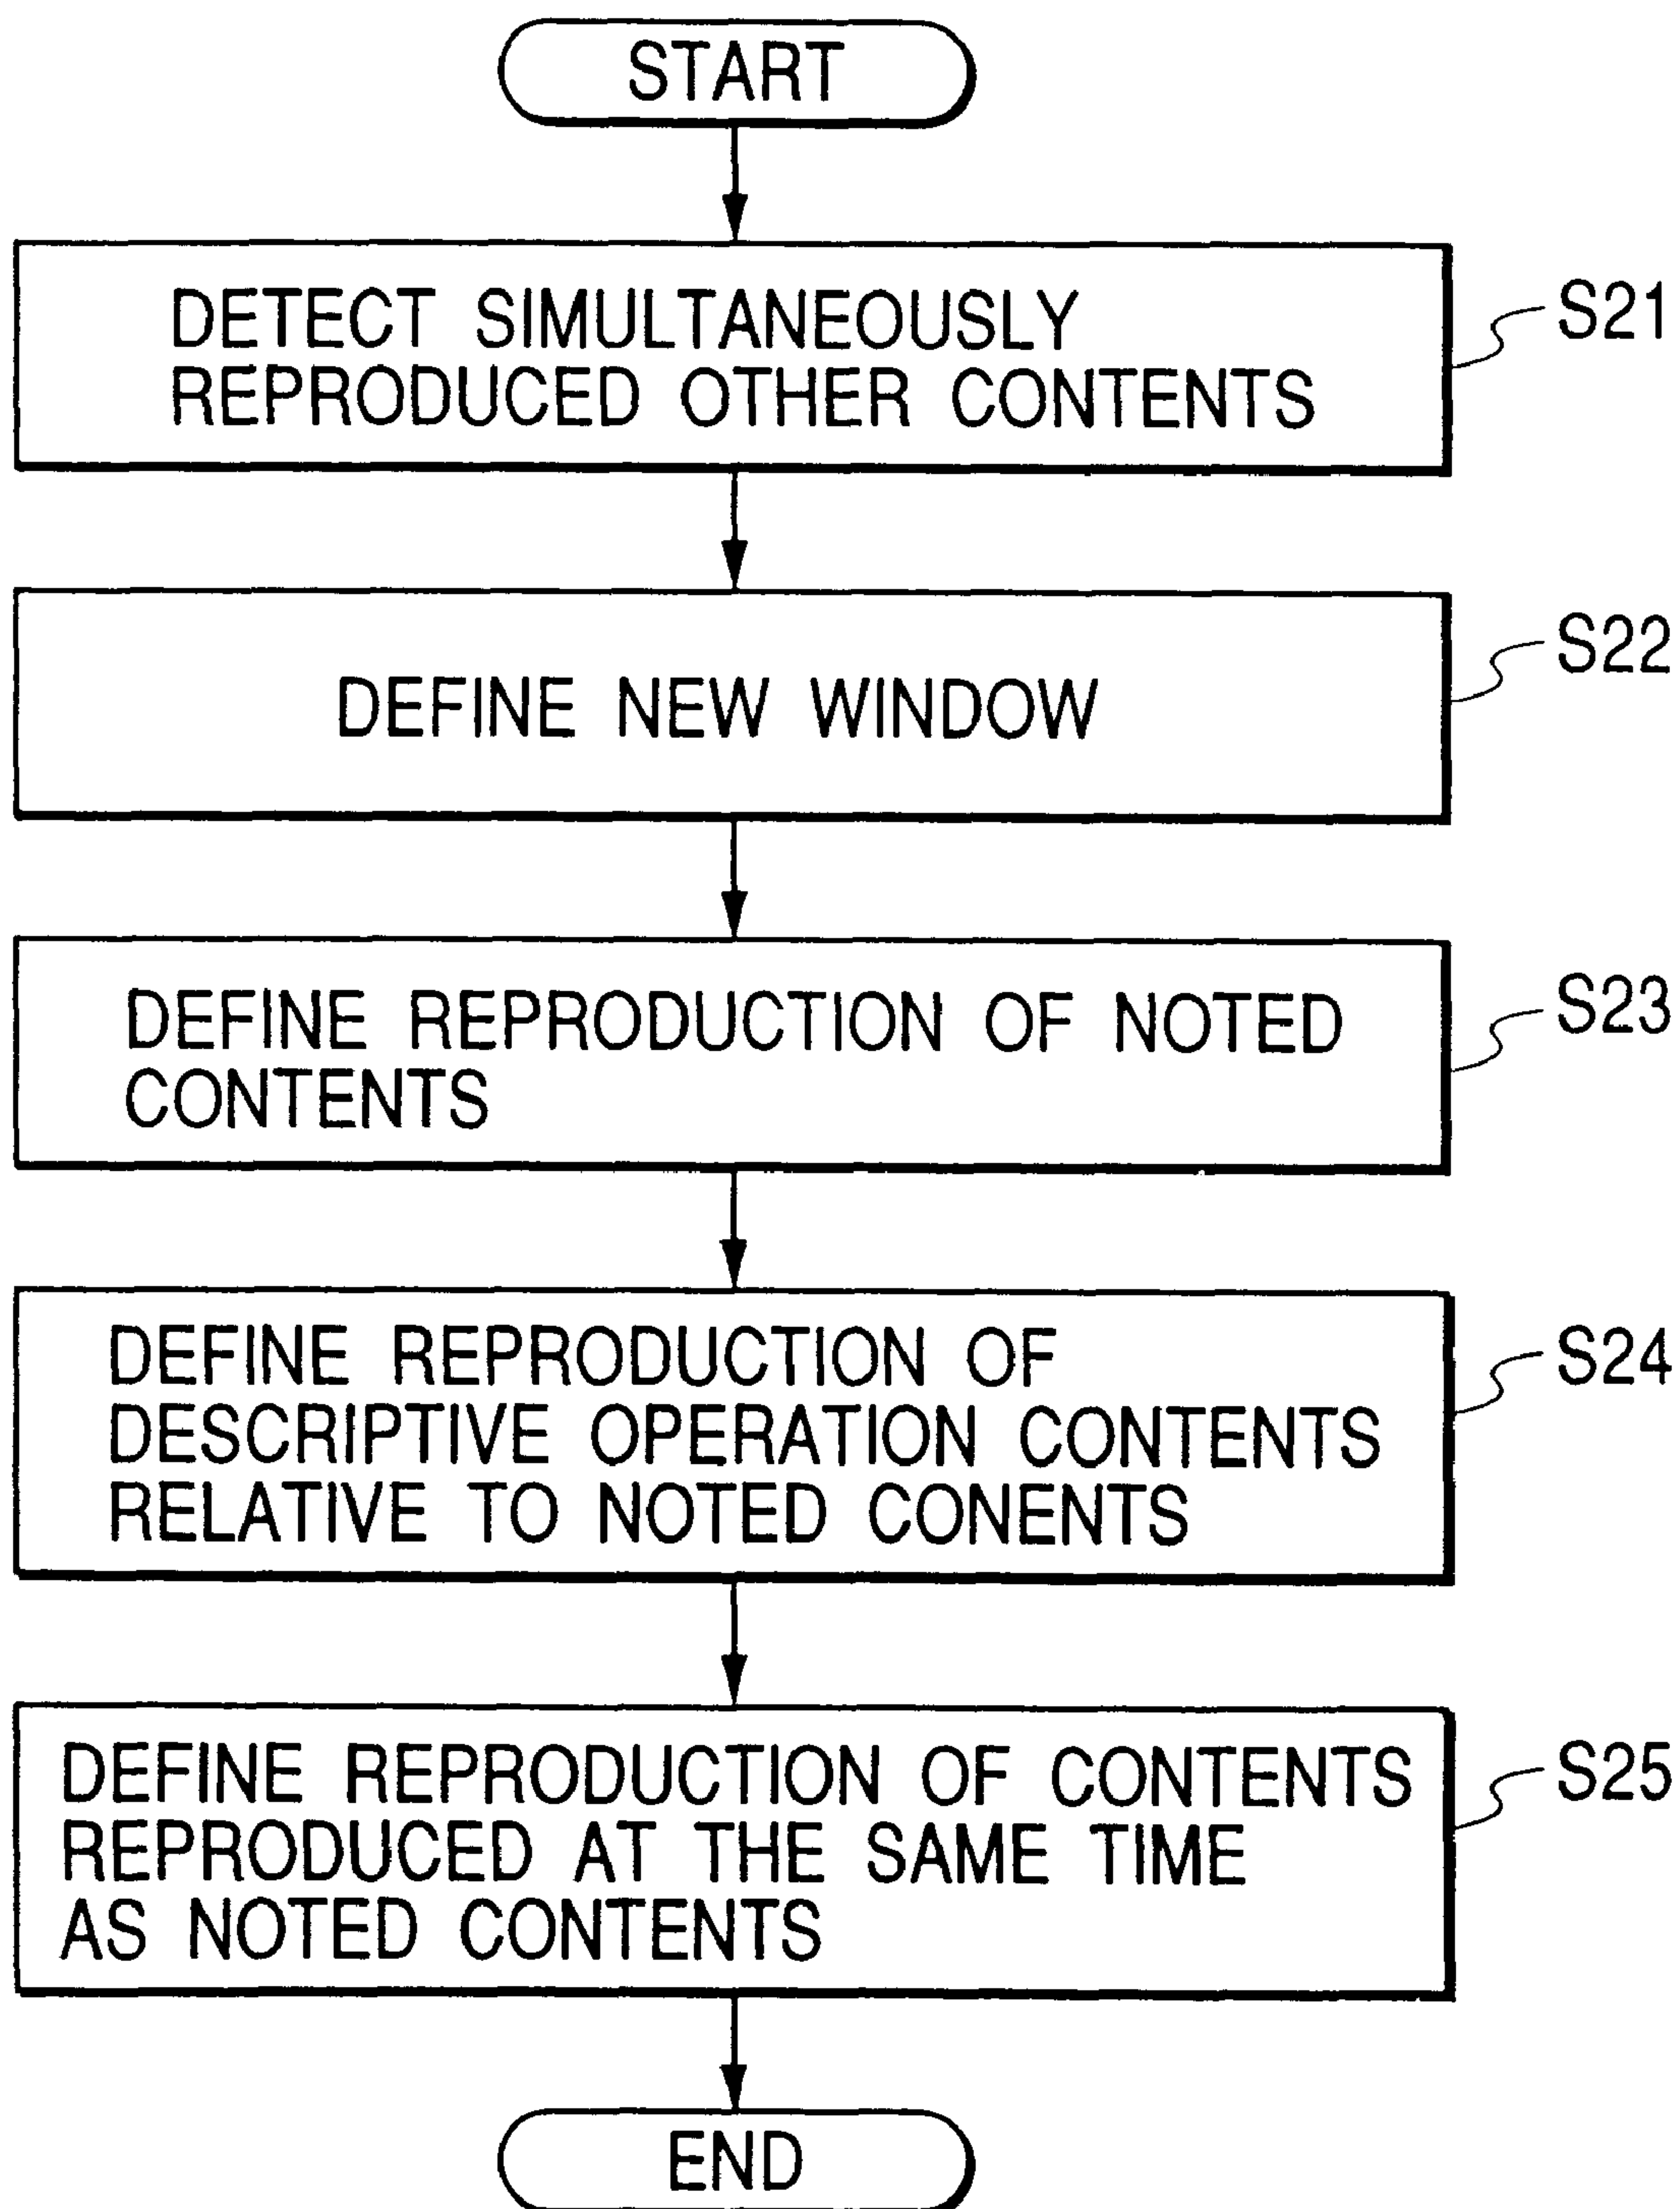 START
DETECT SIMULTANEOUSLY
REPRODUCED OTHER CONTENTS
S21
DEFINE NEW WINDOW
S22
DEFINE REPRODUCTION OF NOTED
CONTENTS
S23
DEFINE REPRODUCTION OF
DESCRIPTIVE OPERATION CONTENTS
RELATIVE TO NOTED CONENTS
S24
DEFINE REPRODUCTION OF CONTENTS
REPRODUCED AT THE SAME TIME
AS NOTED CONTENTS
S25
END